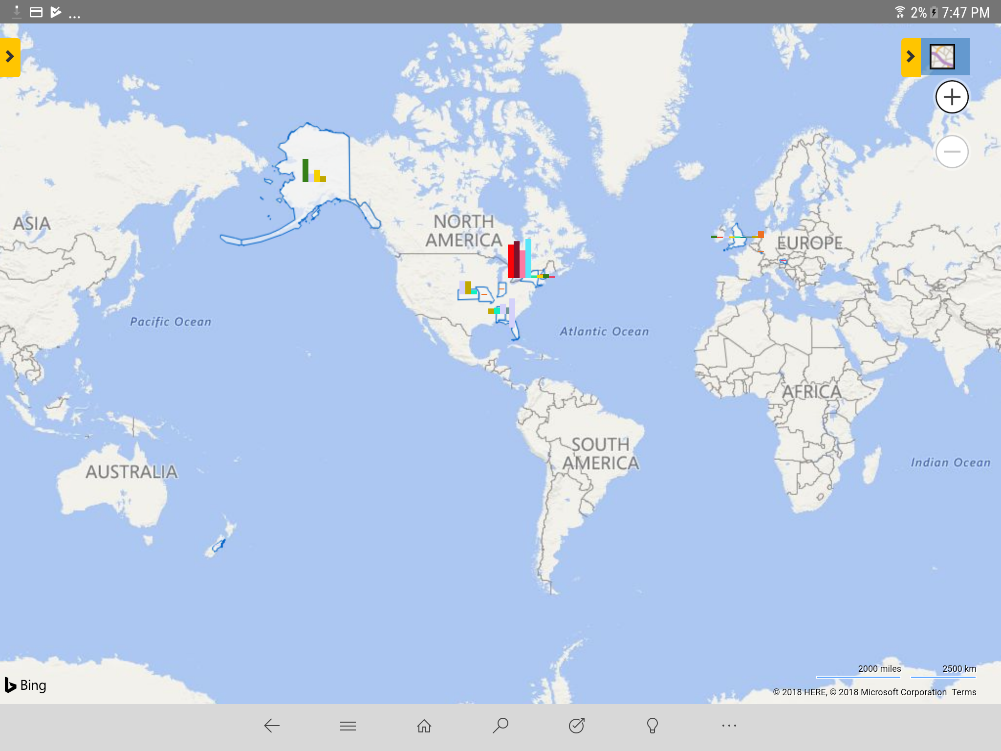 ... 2% 7:47 PM
ASIA
NORTH
AMERICA
EUROPE
Pacific Ocean
Atlantic Ocean
AFRICA
SOUTH
AMERICA
AUSTRALIA
Indian Ocean
2000 miles 2500 km
Bing
© 2018 HERE, © 2018 Microsoft Corporation Terms